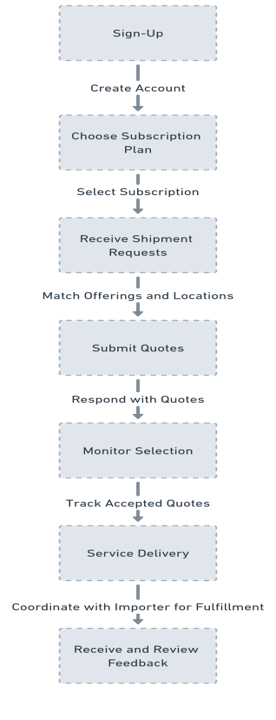 Sign-Up
Create Account
Choose Subscription
Plan
Select Subscription
Receive Shipment
Requests
Match Offerings and Locations
Submit Quotes
Respond with Quotes
Monitor Selection
Track Accepted Quotes
Service Delivery
Coordinate with Importer for Fulfillment
Receive and Review
Feedback